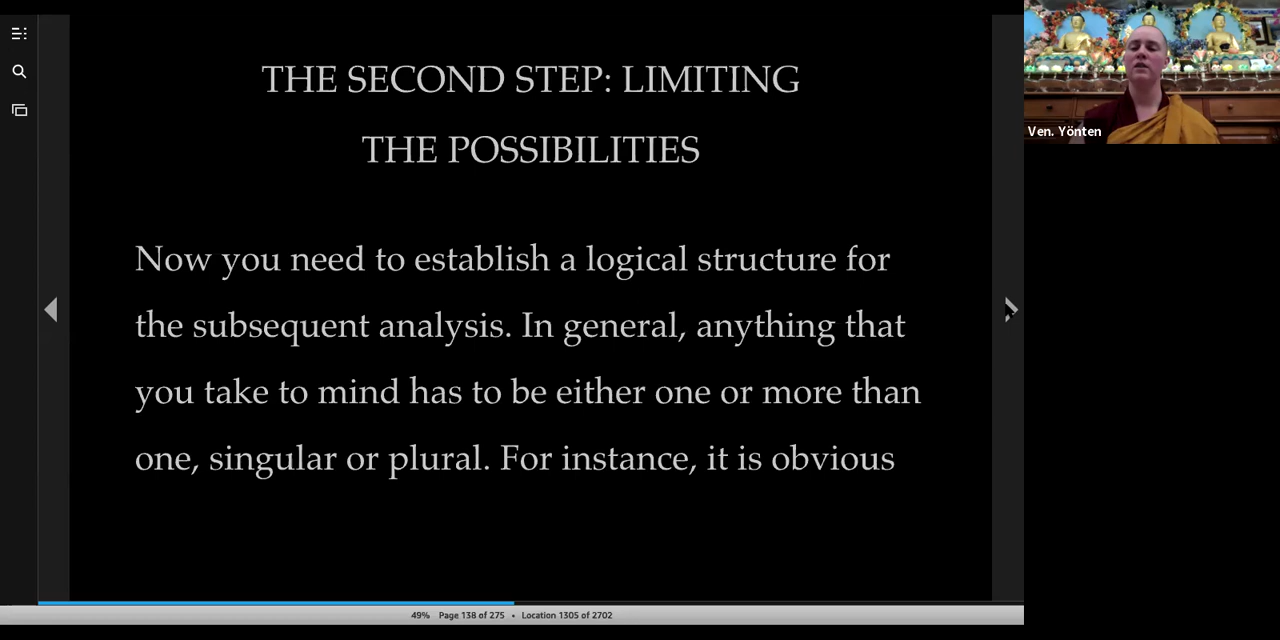 THE SECOND STEP: LIMITING
THE POSSIBILITIES
Now you need to establish a logical structure for
the subsequent analysis. In general, anything that
you take to mind has to be either one or more than
one, singular or plural. For instance, it is obvious
49% Page 138 of 275 • Location 1305 of 2702
Ven. Yönten